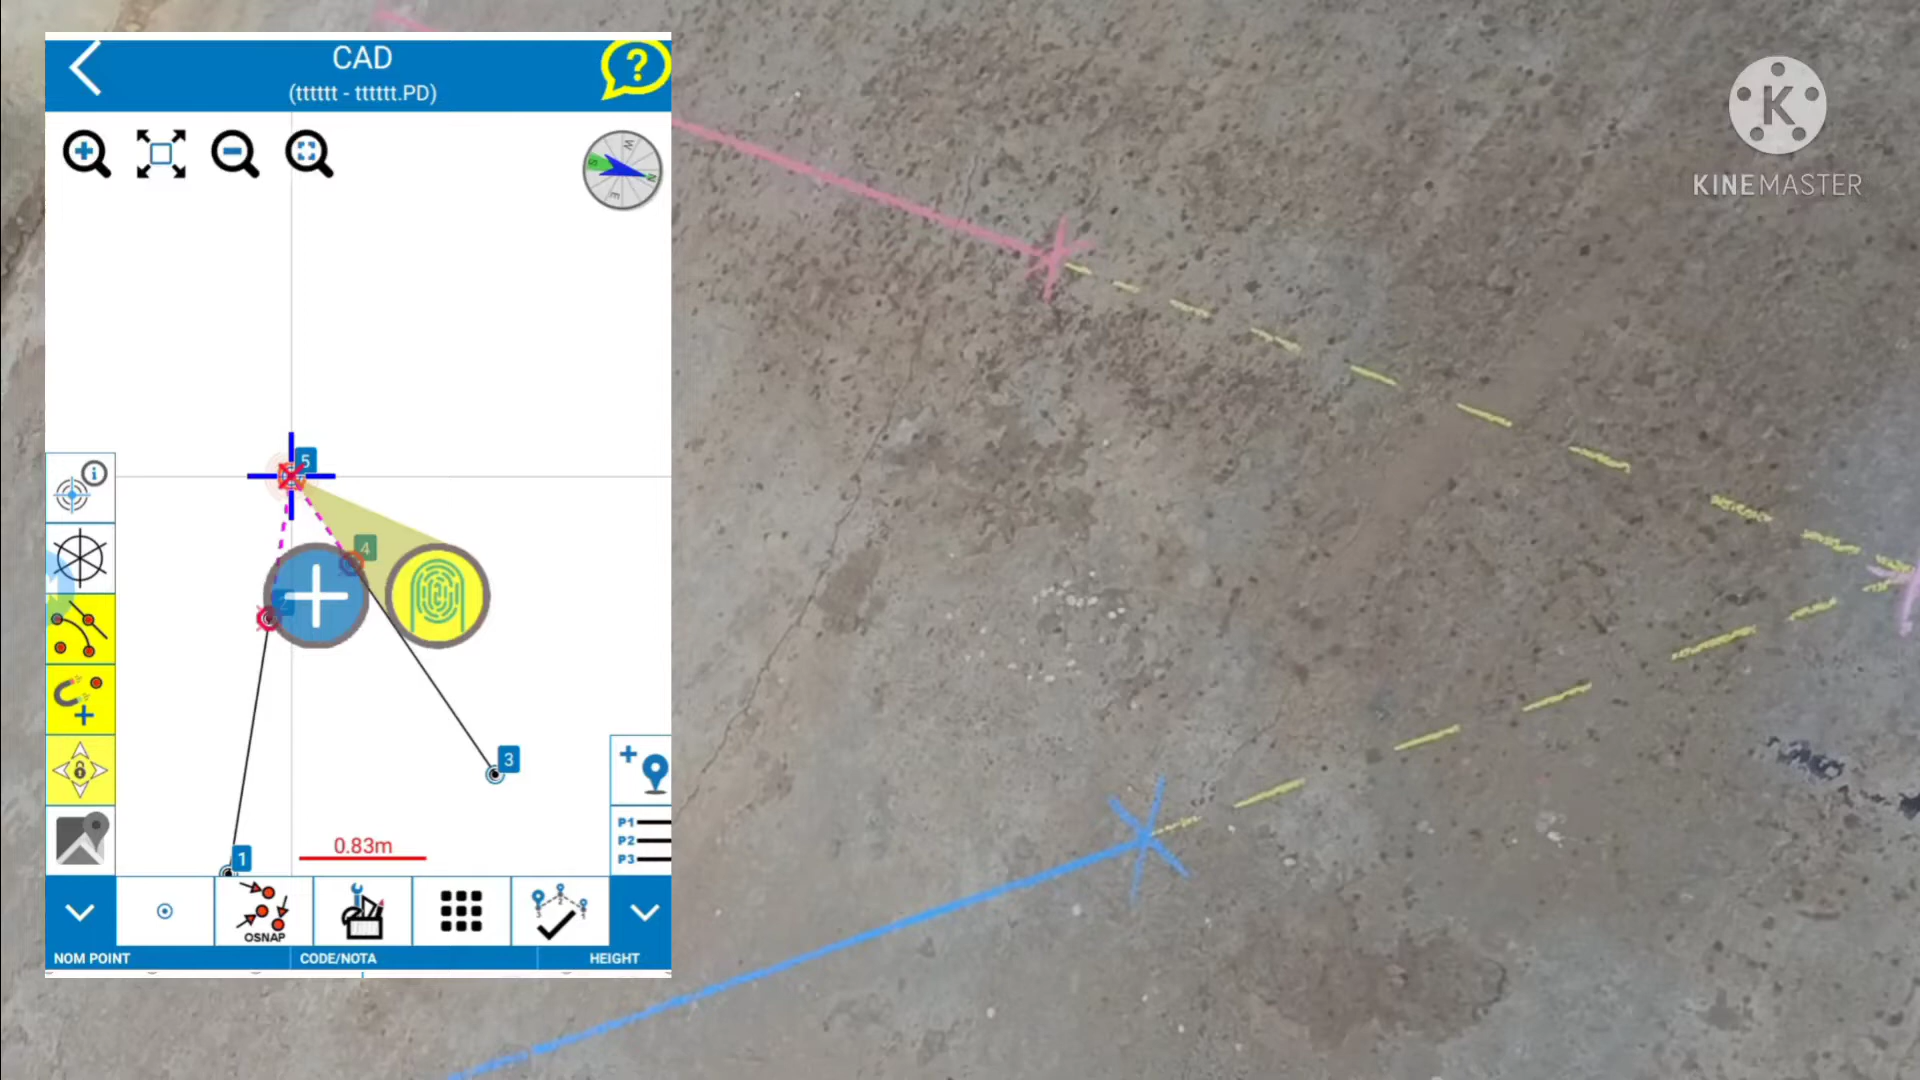 CAD
(tttttt - tttttt.PD)
W
S
N
E
5
4
2
3
1
0.83m
P1
P2
P3
OSNAP
NOM POINT
CODE/NOTA
HEIGHT
K
KINEMASTER